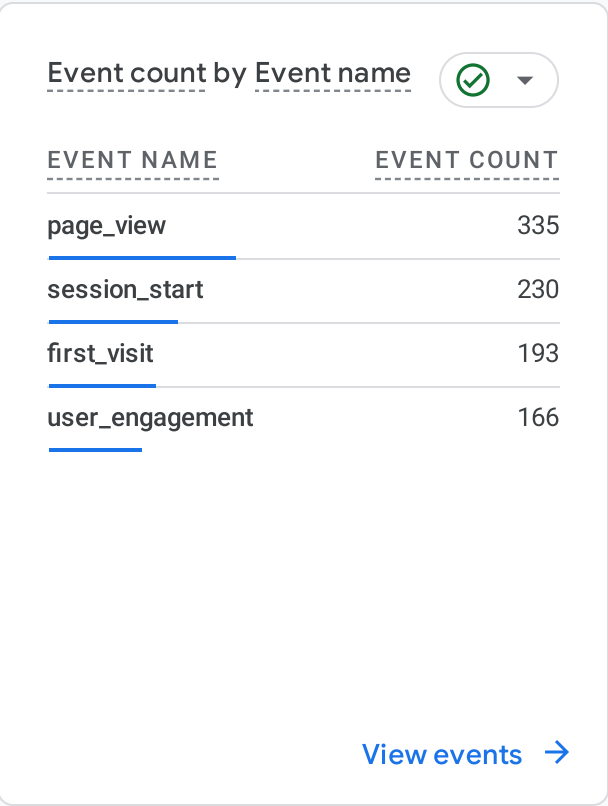 Event count by Event name
EVENT NAME EVENT COUNT
page_view 335
session_start 230
first_visit 193
user_engagement 166
View events